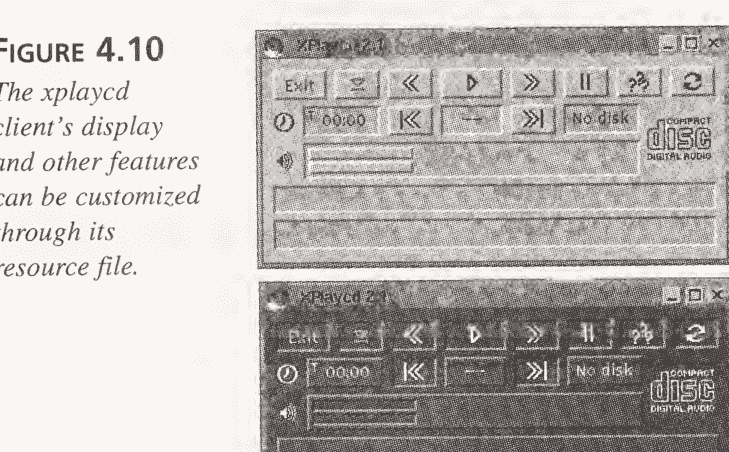 FIGURE 4.10
The xplaycd
client's display
and other features
can be customized
through its
resource file.
XPlaycd 2.1
Exit
T 00:00
--
No disk
COMPACT
disc
DIGITAL AUDIO
XPlaycd 2.1
Exit
T 00:00
---
No disk
COMPACT
disc
DIGITAL AUDIO